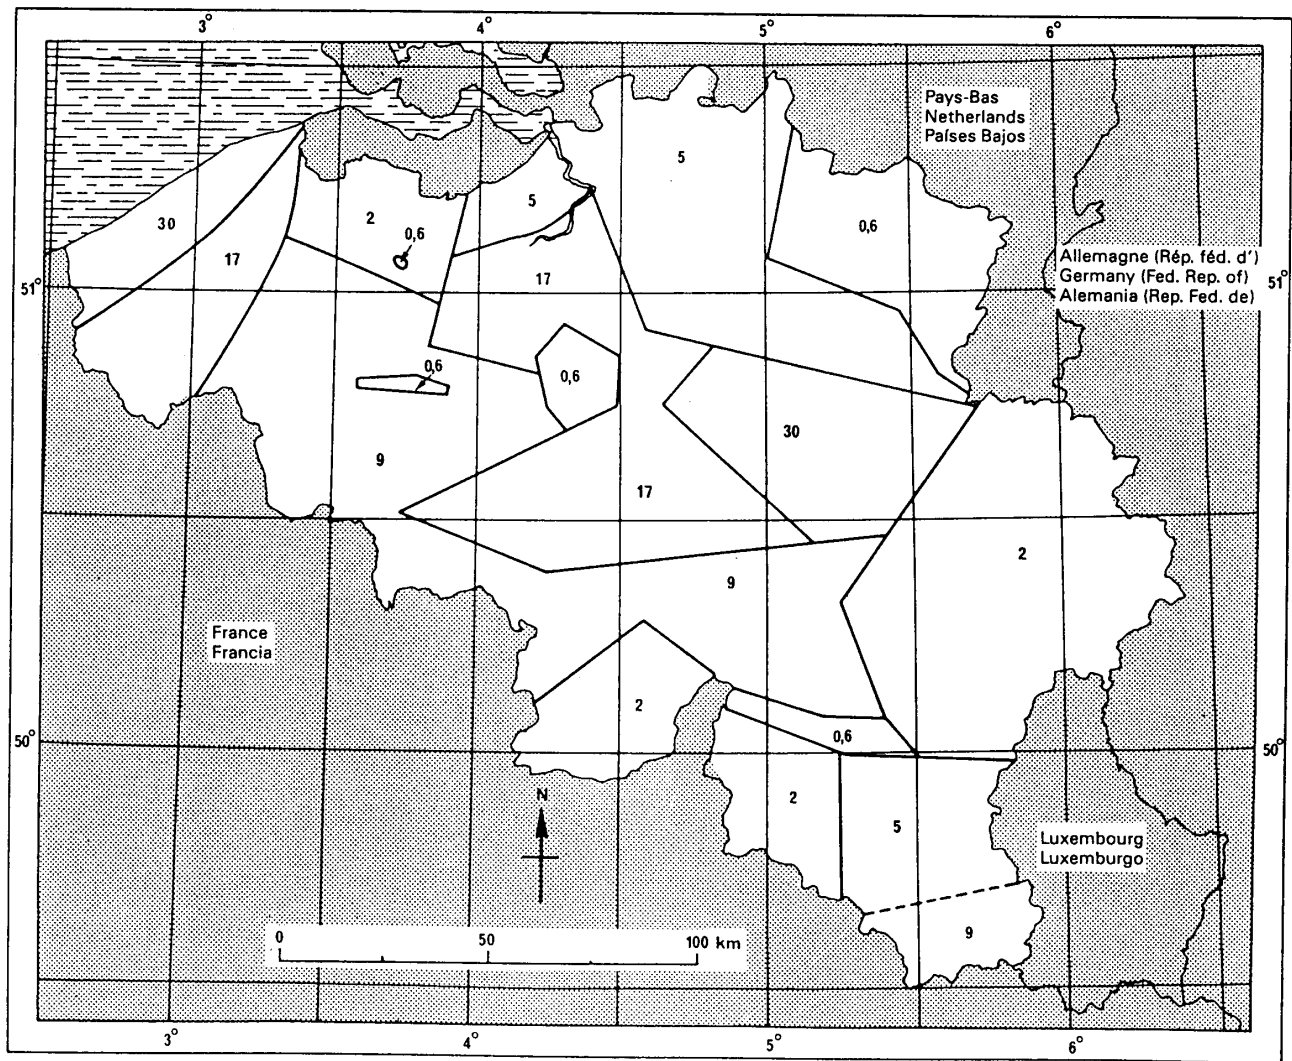 3° 4° 5° 6°
Pays-Bas
Netherlands
Países Bajos
5
5
30
2
0,6
0,6
17
17
Allemagne (Rép. féd. d')
Germany (Fed. Rep. of)
Alemania (Rep. Fed. de)
51° 51°
0,6
0,6
30
9
17
2
9
France
Francia
2
50° 50°
0,6
N
2
5
Luxembourg
Luxemburgo
9
0 50 100 km
3° 4° 5° 6°